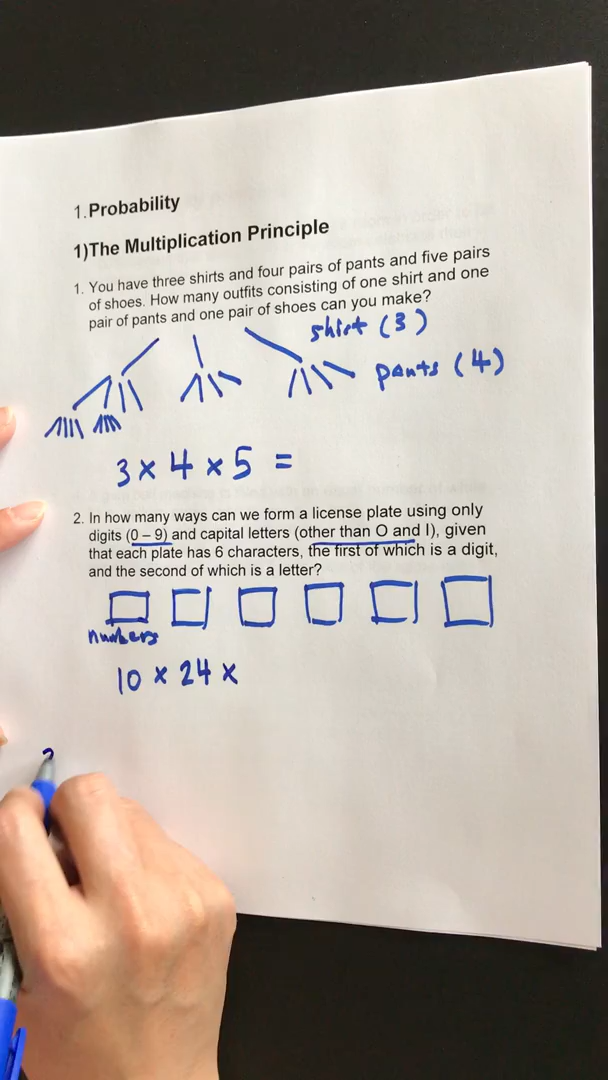 1. Probability
1)The Multiplication Principle
1. You have three shirts and four pairs of pants and five pairs
of shoes. How many outfits consisting of one shirt and one
pair of pants and one pair of shoes can you make?
shirt (3)
pants (4)
3 × 4 × 5 =
2. In how many ways can we form a license plate using only
digits (0 – 9) and capital letters (other than O and I), given
that each plate has 6 characters, the first of which is a digit,
and the second of which is a letter?
numbers
10 × 24 ×